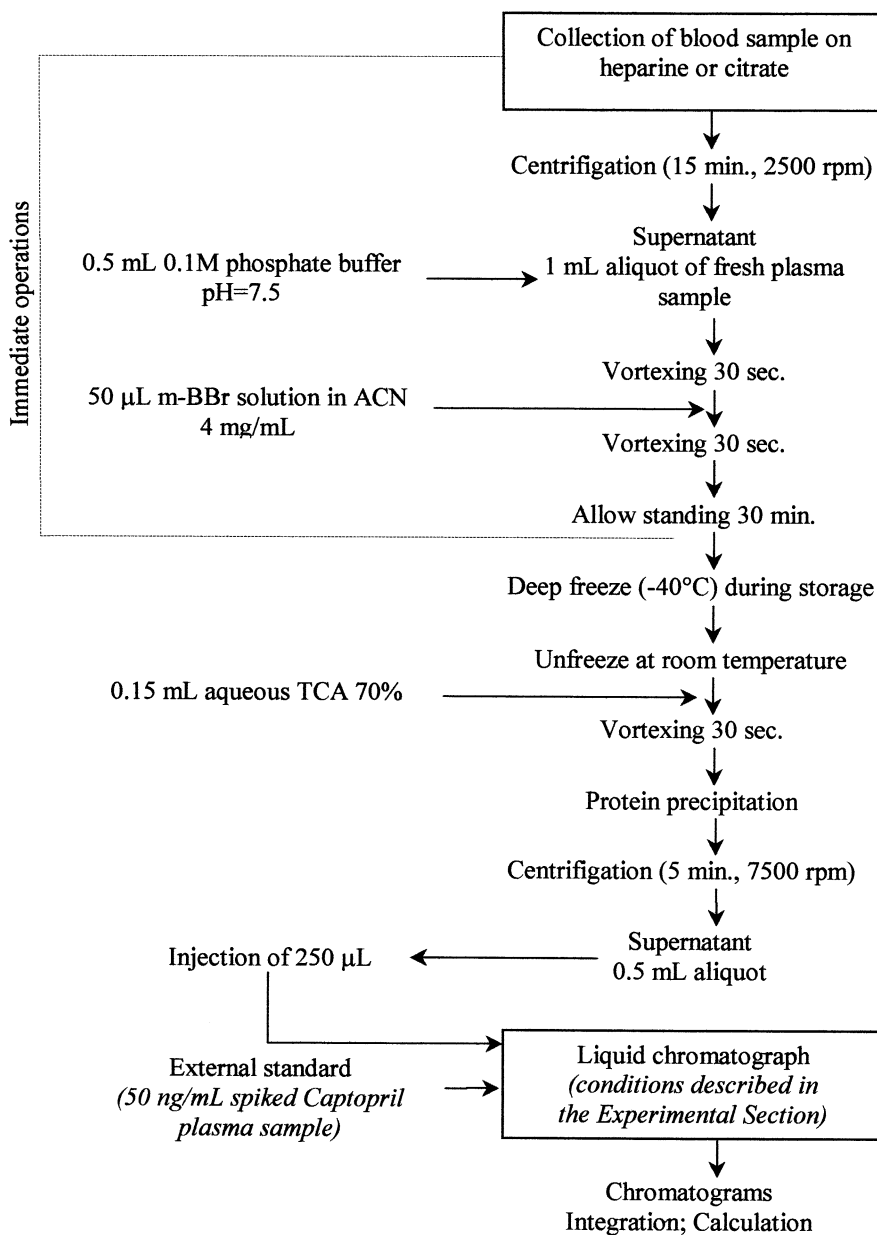 Collection of blood sample on
heparine or citrate
Centrifigation (15 min., 2500 rpm)
Immediate operations
0.5 mL 0.1M phosphate buffer
pH=7.5
Supernatant
1 mL aliquot of fresh plasma
sample
Vortexing 30 sec.
50 μL m-BBr solution in ACN
4 mg/mL
Vortexing 30 sec.
Allow standing 30 min.
Deep freeze (-40°C) during storage
Unfreeze at room temperature
0.15 mL aqueous TCA 70%
Vortexing 30 sec.
Protein precipitation
Centrifigation (5 min., 7500 rpm)
Supernatant
0.5 mL aliquot
Injection of 250 μL
External standard
(50 ng/mL spiked Captopril
plasma sample)
Liquid chromatograph
(conditions described in
the Experimental Section)
Chromatograms
Integration; Calculation